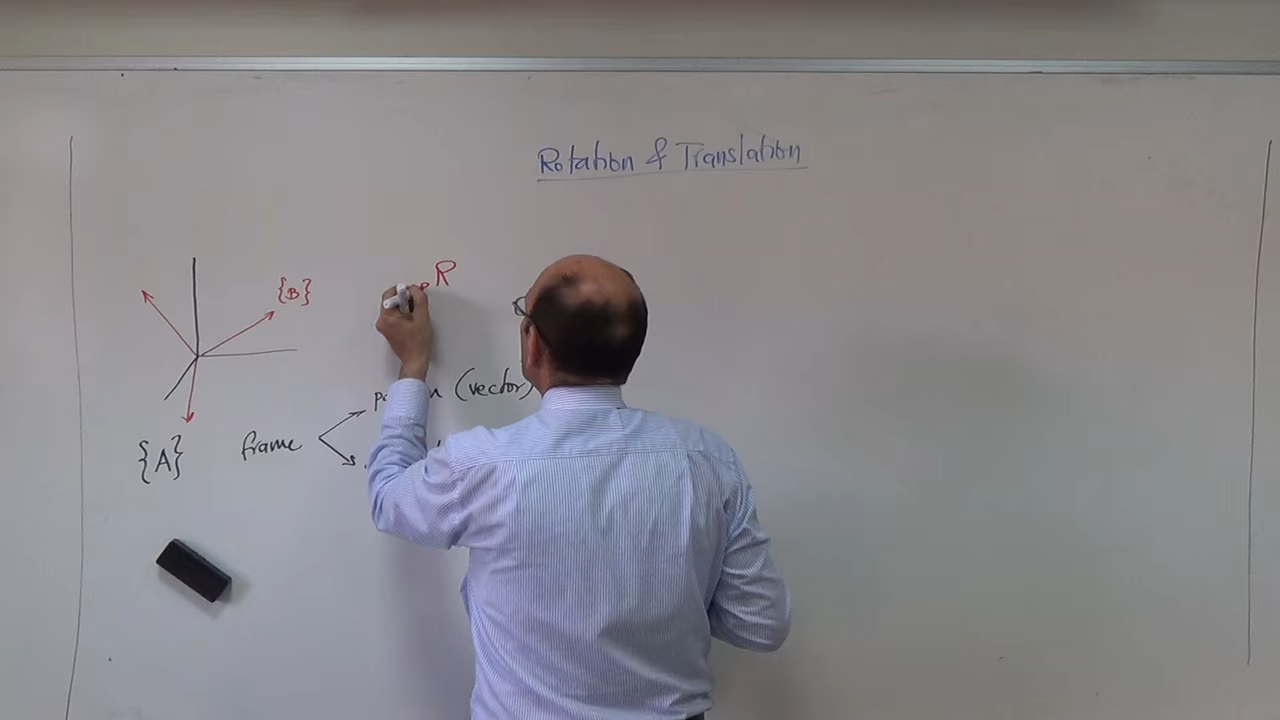 Rotation & Translation
{B}
R
(vector)
{A}
frame